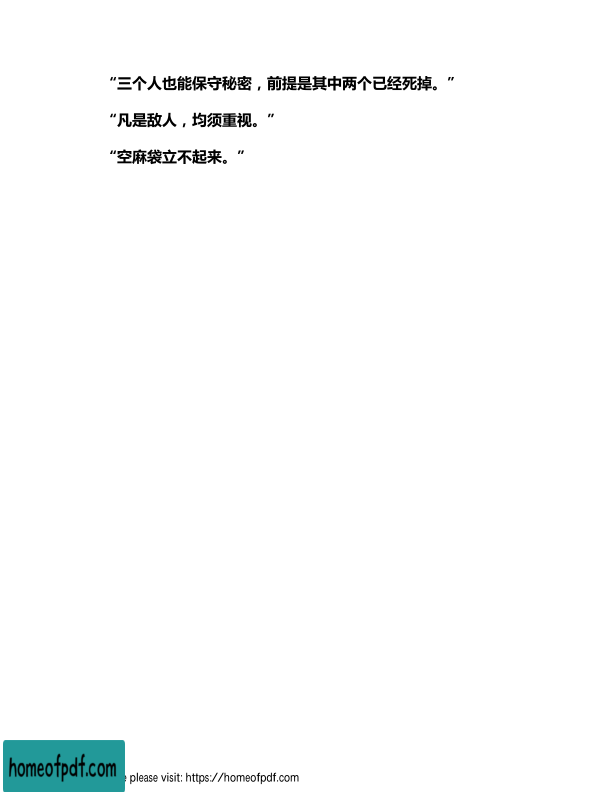 “三个人也能保守秘密，前提是其中两个已经死掉。”
“凡是敌人，均须重视。”
“空麻袋立不起来。”
homeofpdf.com
please visit: https://homeofpdf.com